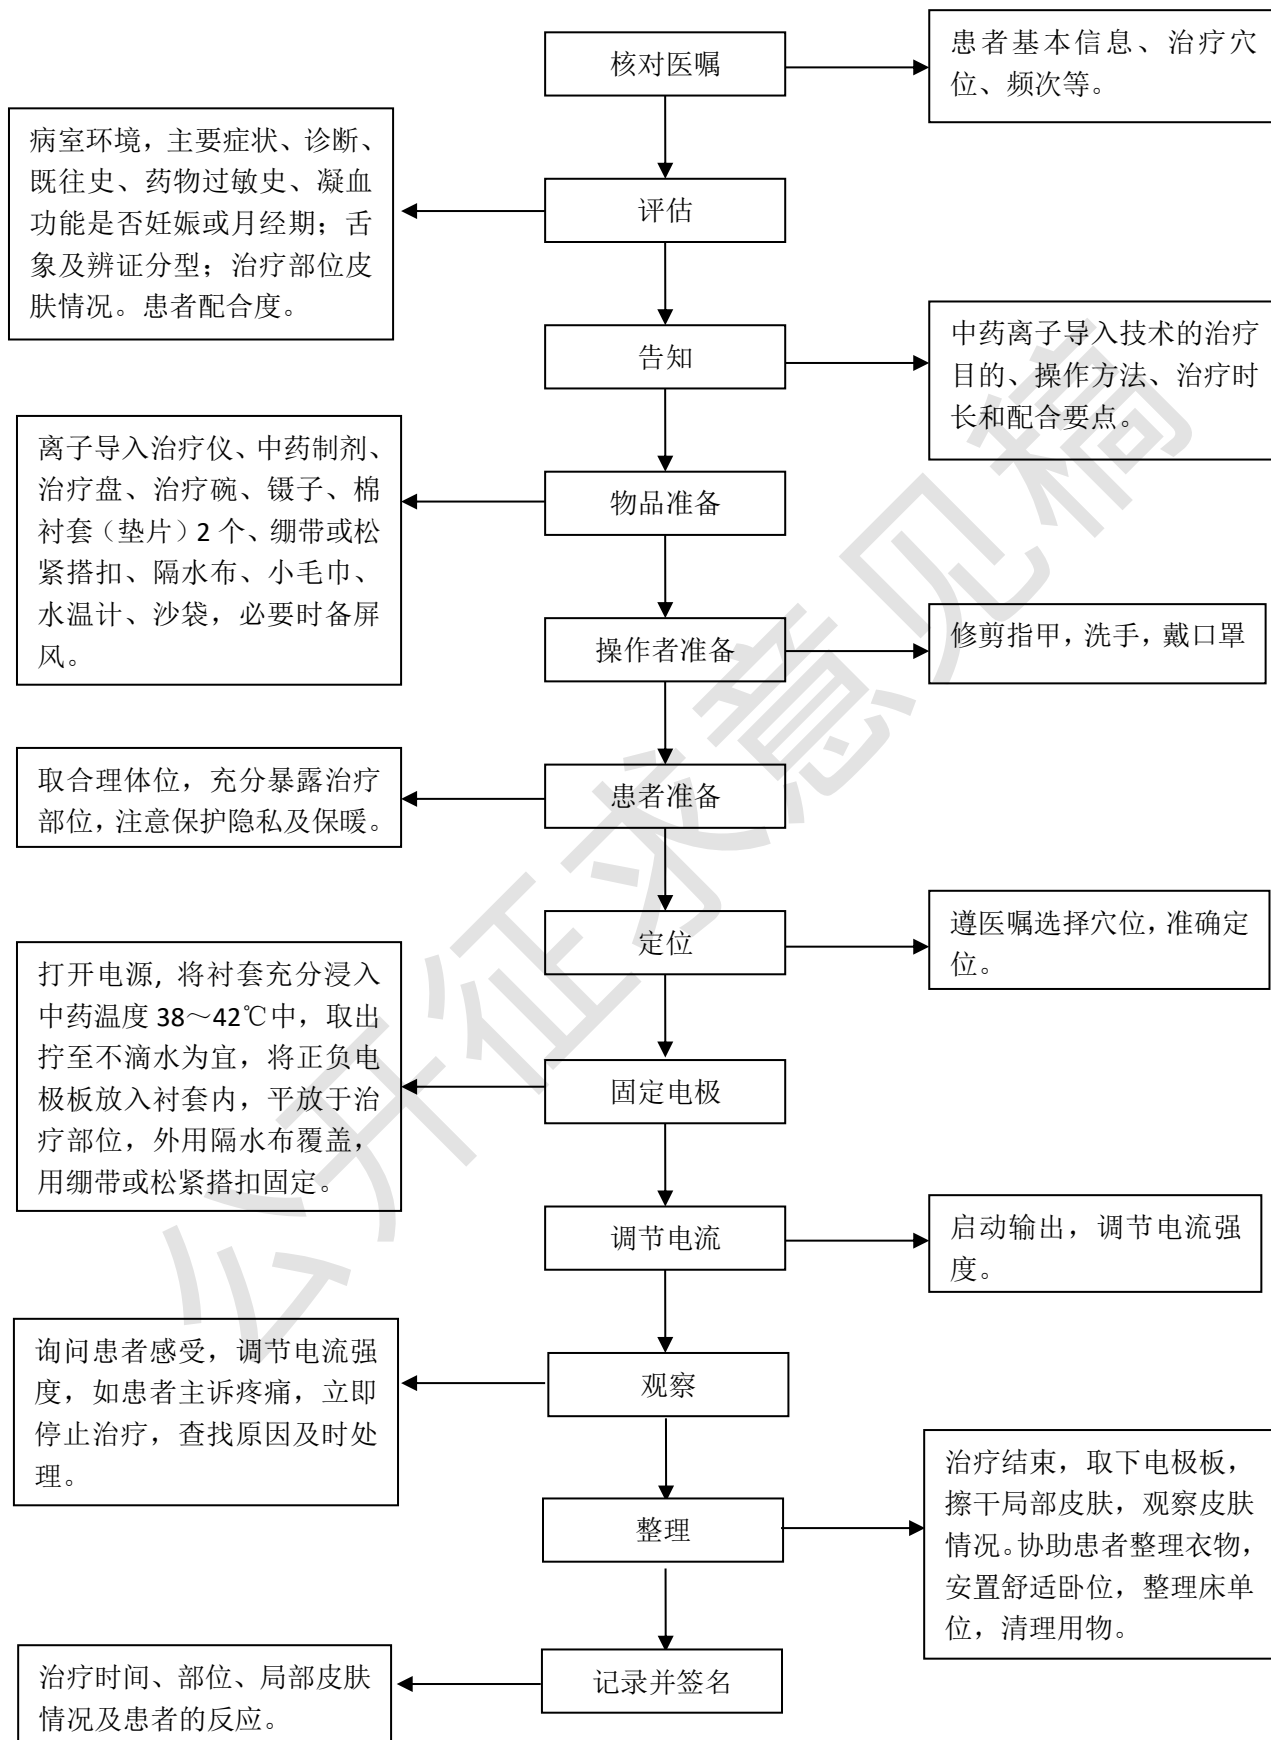 核对医嘱
患者基本信息、治疗穴
位、频次等。
病室环境，主要症状、诊断、
既往史、药物过敏史、凝血
功能是否妊娠或月经期；舌
象及辨证分型；治疗部位皮
肤情况。患者配合度。
评估
告知
中药离子导入技术的治疗
目的、操作方法、治疗时
长和配合要点。
离子导入治疗仪、中药制剂、
治疗盘、治疗碗、镊子、棉
衬套（垫片）2 个、绷带或松
紧搭扣、隔水布、小毛巾、
水温计、沙袋，必要时备屏
风。
物品准备
操作者准备
修剪指甲，洗手，戴口罩
取合理体位，充分暴露治疗
部位，注意保护隐私及保暖。
患者准备
定位
遵医嘱选择穴位，准确定
位。
打开电源, 将衬套充分浸入
中药温度 38～42℃中，取出
拧至不滴水为宜，将正负电
极板放入衬套内，平放于治
疗部位，外用隔水布覆盖，
用绷带或松紧搭扣固定。
固定电极
调节电流
启动输出，调节电流强
度。
询问患者感受，调节电流强
度，如患者主诉疼痛，立即
停止治疗，查找原因及时处
理。
观察
整理
治疗结束，取下电极板，
擦干局部皮肤，观察皮肤
情况。协助患者整理衣物，
安置舒适卧位，整理床单
位，清理用物。
治疗时间、部位、局部皮肤
情况及患者的反应。
记录并签名
公开征求意见稿